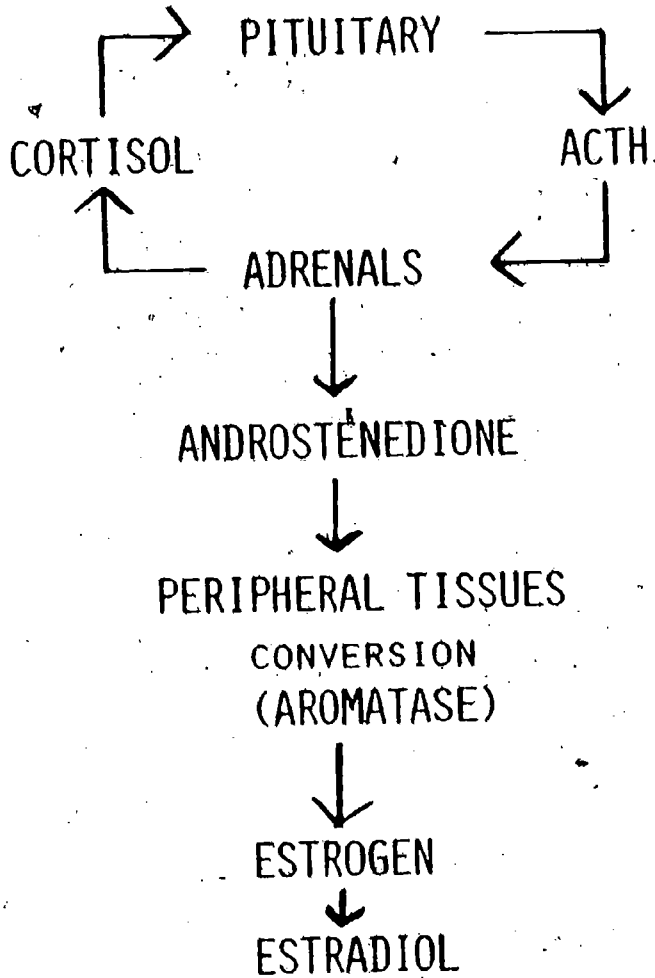 PITUITARY
CORTISOL ACTH.
ADRENALS
ANDROSTENEDIONE
PERIPHERAL TISSUES
CONVERSION
(AROMATASE)
ESTROGEN
ESTRADIOL